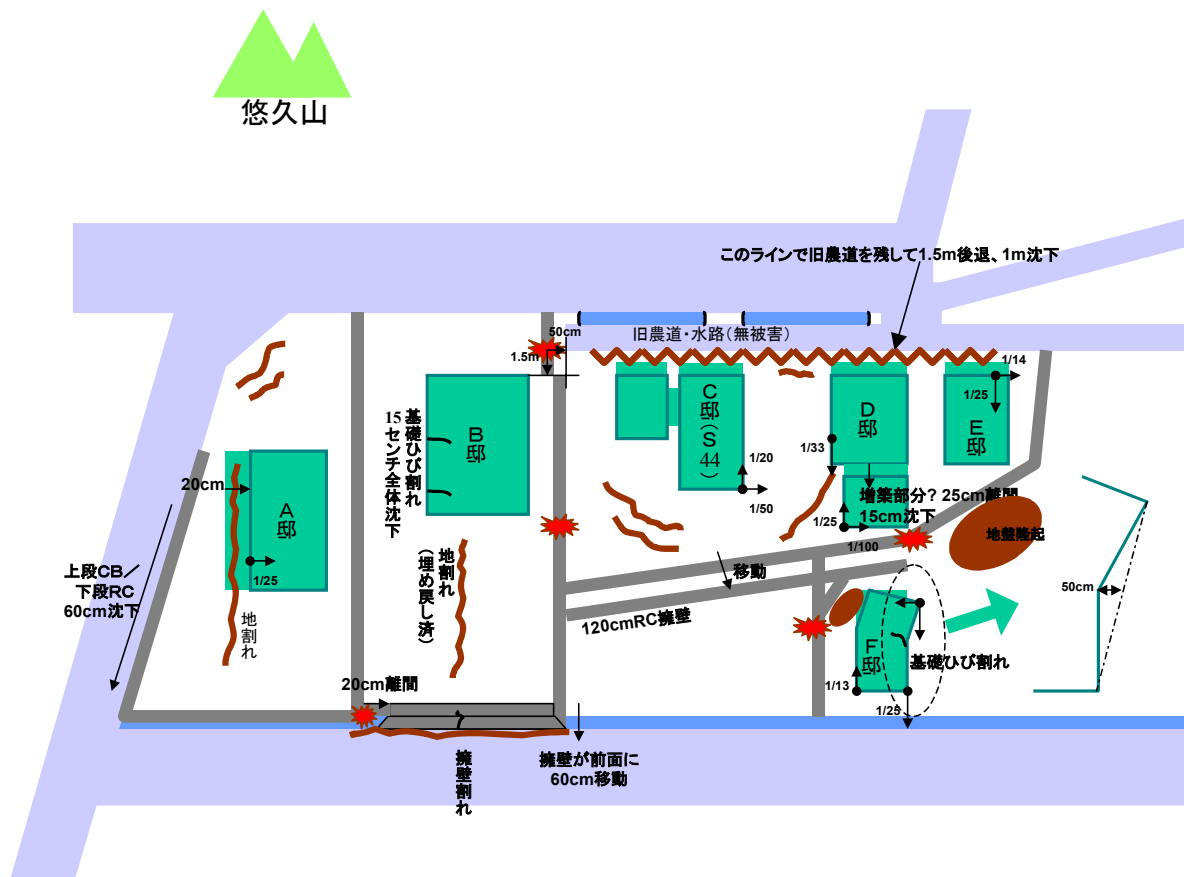 悠久山
このラインで旧農道を残して1.5m後退、1m沈下
旧農道・水路(無被害)
50cm
1.5m
1/14
1/25
E
邸
C
邸
(S
44)
1/20
1/50
D
邸
1/33
増築部分? 25cm離間
15cm沈下
1/25
1/100
地盤隆起
基礎ひび割れ
15センチ全体沈下
B
邸
20cm
A
邸
1/25
上段CB/
下段RC
60cm沈下
地割れ
地割れ
(埋め戻し済)
移動
120cmRC擁壁
F
邸
1/13
1/25
基礎ひび割れ
50cm
20cm離間
擁壁割れ
擁壁が前面に
60cm移動